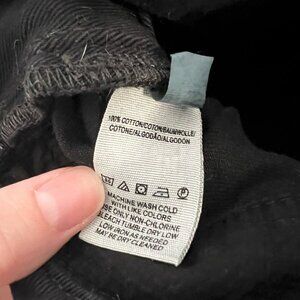 100% COTTON/COTON/BAUMWOLLE/
COTONE/ALGODÃO/ALGODÓN
MACHINE WASH COLD
WITH LIKE COLORS
USE ONLY NON-CHLORINE
BLEACH TUMBLE DRY LOW
LOW IRON AS NEEDED
MAY BE DRY CLEANED